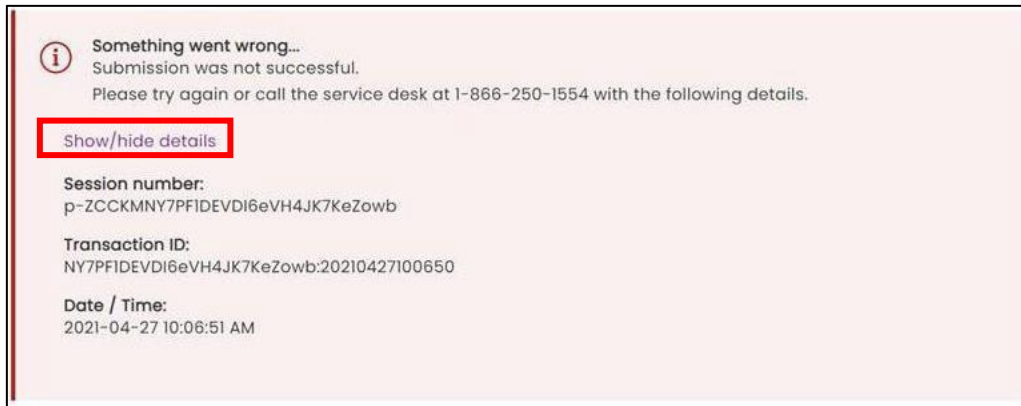 Something went wrong...
Submission was not successful.
Please try again or call the service desk at 1-866-250-1554 with the following details.
Show/hide details
Session number:
p-ZCCKMNY7PF1DEVDI6eVH4JK7KeZowb
Transaction ID:
NY7PF1DEVDI6eVH4JK7KeZowb:20210427100650
Date / Time:
2021-04-27 10:06:51 AM